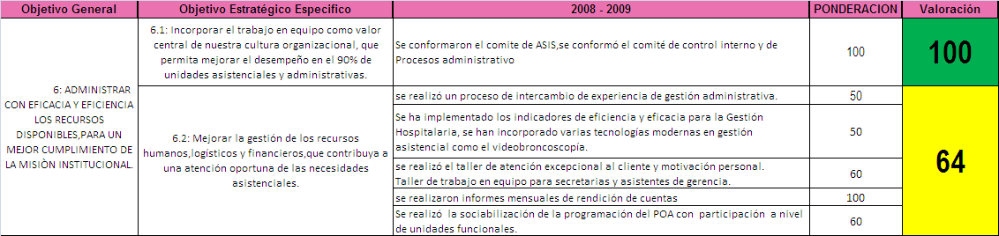 Objetivo General
Objetivo Estratégico Especifico
2008 - 2009
PONDERACION
Valoración
6: ADMINISTRAR
CON EFICACIA Y EFICIENCIA
LOS RECURSOS
DISPONIBLES,PARA UN
MEJOR CUMPLIMIENTO DE
LA MISIÒN INSTITUCIONAL.
6.1: Incorporar el trabajo en equipo como valor
central de nuestra cultura organizacional, que
permita mejorar el desempeño en el 90% de
unidades asistenciales y administrativas.
Se conformaron el comite de ASIS,se conformó el comité de control interno y de
Procesos administrativo
100
100
6.2: Mejorar la gestión de los recursos
humanos,logísticos y financieros,que contribuya a
una atención oportuna de las necesidades
asistenciales.
se realizó un proceso de intercambio de experiencia de gestión administrativa.
50
Se ha implementado los indicadores de eficiencia y eficacia para la Gestión
Hospitalaria, se han incorporado varias tecnologías modernas en gestión
asistencial como el videobroncoscopía.
50
se realizó el taller de atención excepcional al cliente y motivación personal.
Taller de trabajo en equipo para secretarias y asistentes de gerencia.
60
se realizaron informes mensuales de rendición de cuentas
100
Se realizó la sociabilización de la programación del POA con participación a nivel
de unidades funcionales.
60
64